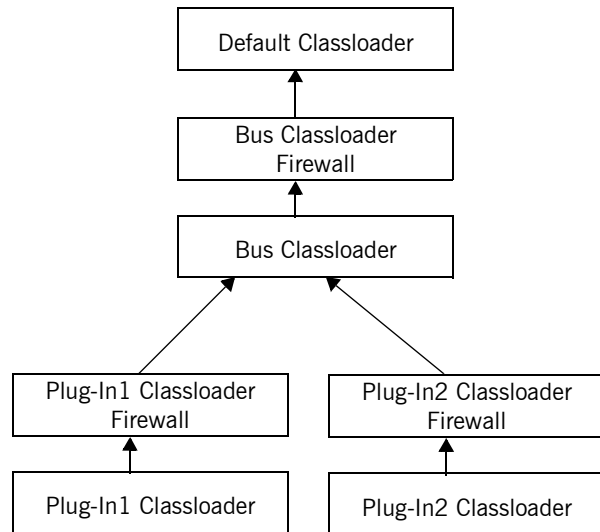 Default Classloader
Bus Classloader
Firewall
Bus Classloader
Plug-In1 Classloader
Firewall
Plug-In2 Classloader
Firewall
Plug-In1 Classloader
Plug-In2 Classloader